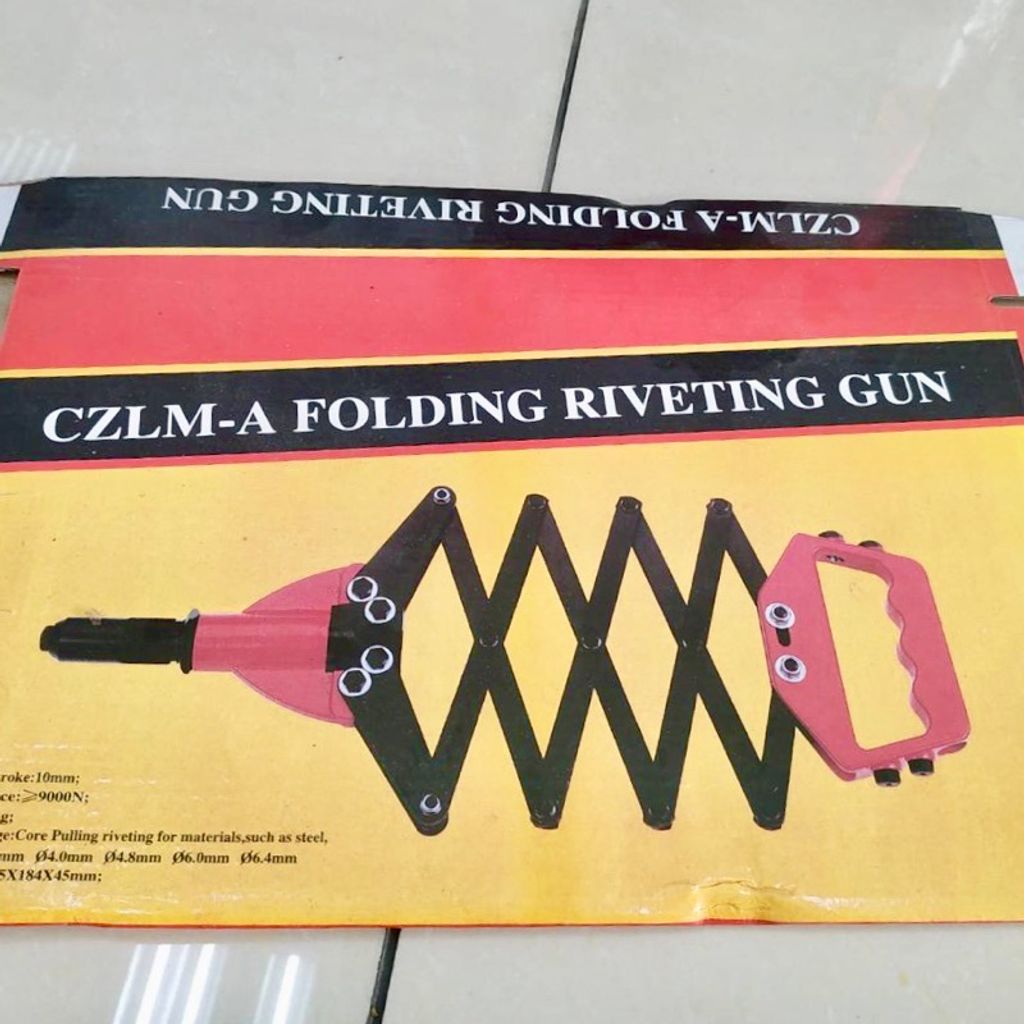 CZLM-A FOLDING RIVETING GUN
CZLM-A FOLDING RIVETING GUN
roke:10mm;
ce:⩾9000N;
g;
ge:Core Pulling riveting for materials,such as steel,
mm Ø4.0mm Ø4.8mm Ø6.0mm Ø6.4mm
5X184X45mm;